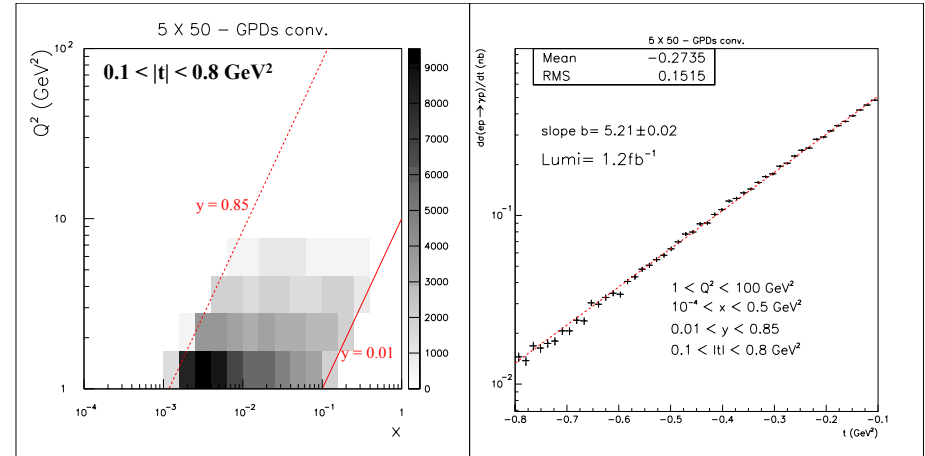 5 X 50 – GPDs conv.
0.1 < |t| < 0.8 GeV²
Q² (GeV²)
10²
10
1
y = 0.85
y = 0.01
10⁻⁴
10⁻³
10⁻²
10⁻¹
1
x
9000
8000
7000
6000
5000
4000
3000
2000
1000
0
5 X 50 – GPDs conv.
Mean −0.2735
RMS 0.1515
dσ(ep→γp)/dt (nb)
slope b= 5.21±0.02
Lumi= 1.2fb⁻¹
10⁻¹
10⁻²
1 < Q² < 100 GeV²
10⁻⁴ < x < 0.5 GeV²
0.01 < y < 0.85
0.1 < |t| < 0.8 GeV²
−0.8 −0.7 −0.6 −0.5 −0.4 −0.3 −0.2 −0.1
t (GeV²)